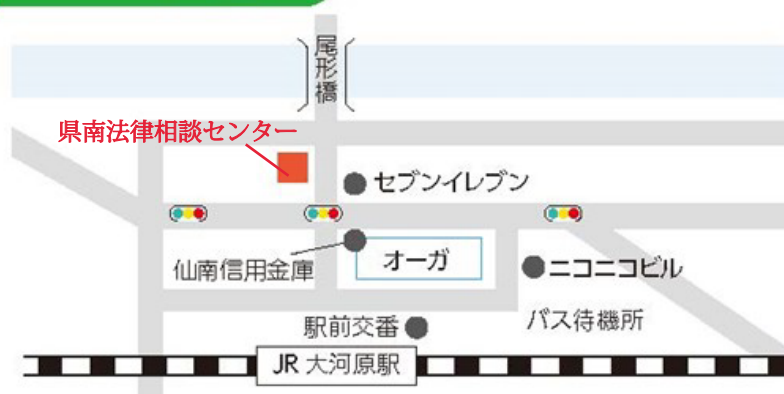 尾形橋
県南法律相談センター
セブンイレブン
仙南信用金庫
オーガ
ニコニコビル
駅前交番
バス待機所
JR 大河原駅